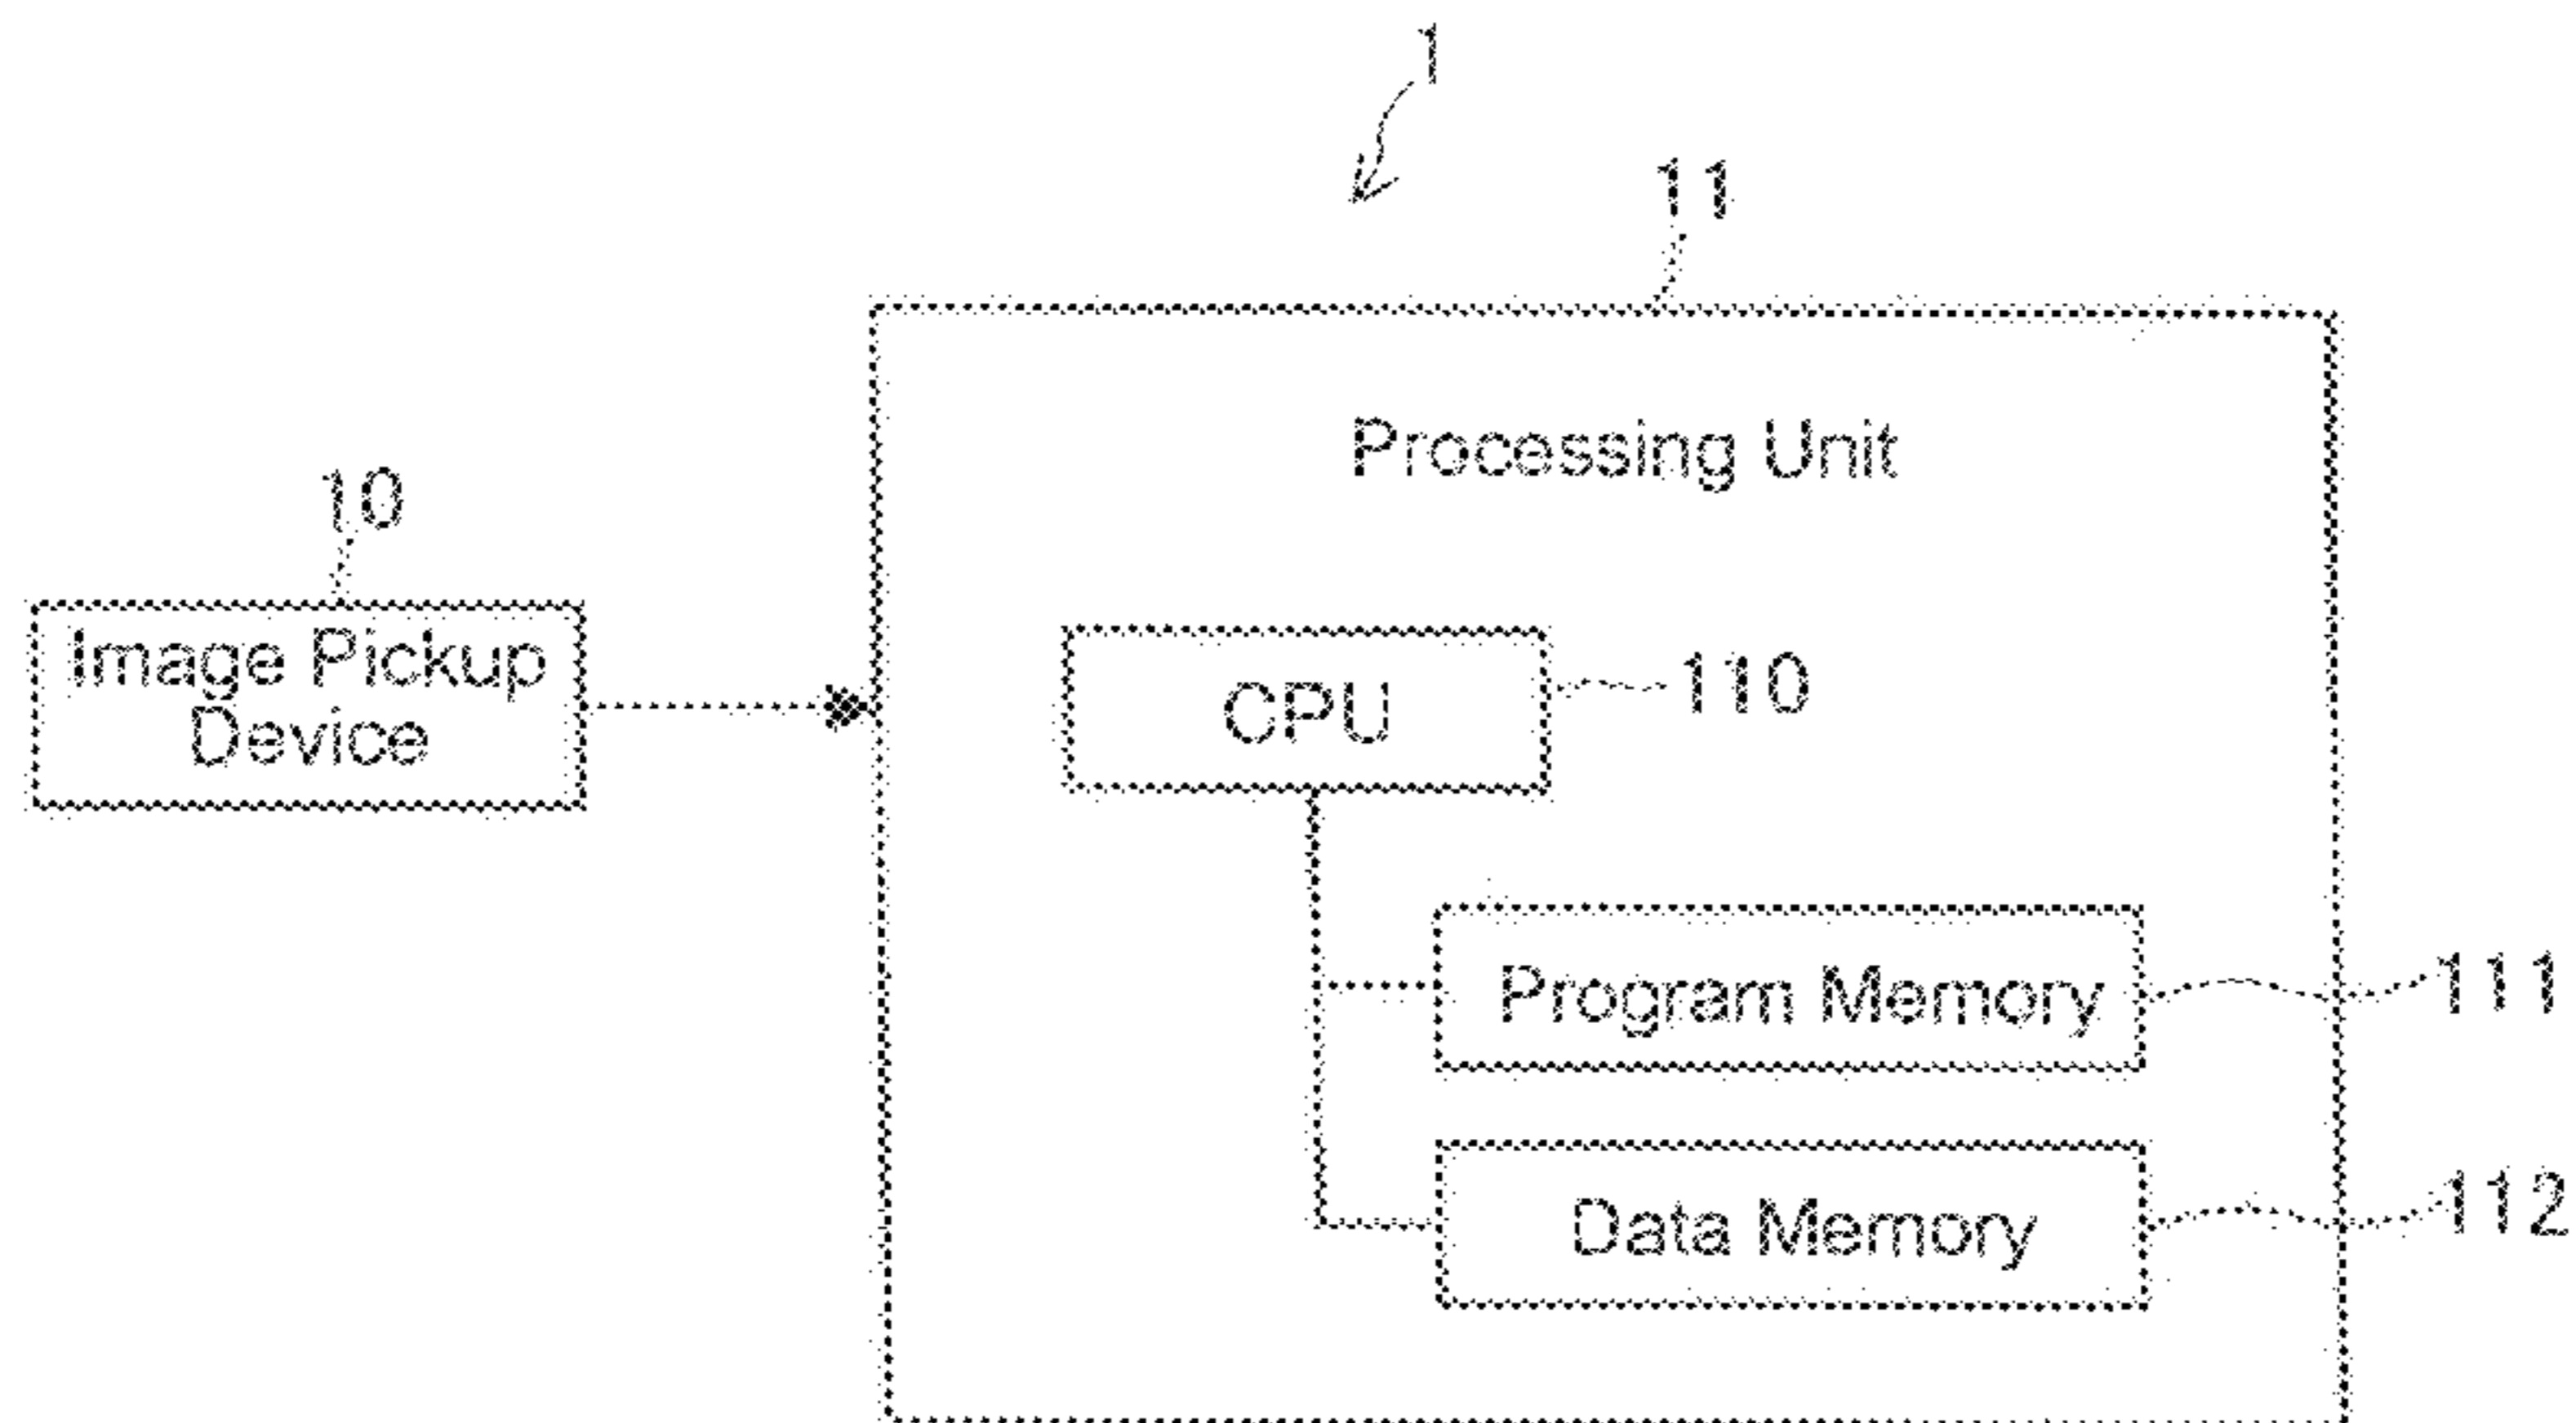 1
11
Processing Unit
10
Image Pickup
Device
CPU
110
Program Memory
111
Data Memory
112